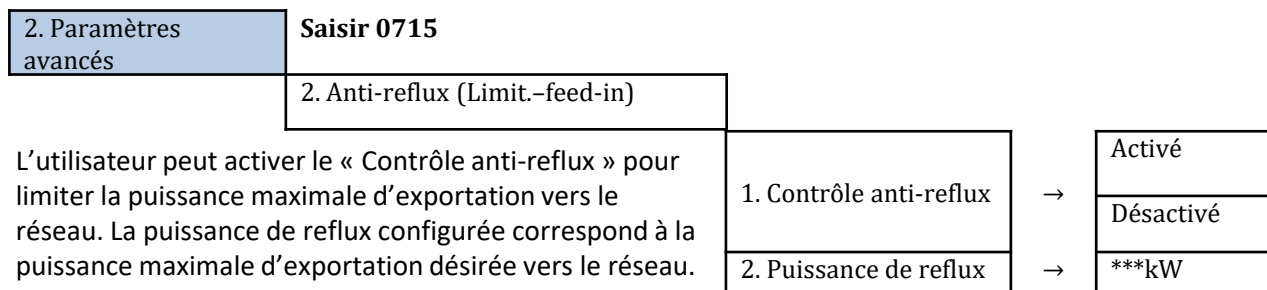 2. Paramètres
avancés
Saisir 0715
2. Anti-reflux (Limit.–feed-in)
L’utilisateur peut activer le « Contrôle anti-reflux » pour
limiter la puissance maximale d’exportation vers le
réseau. La puissance de reflux configurée correspond à la
puissance maximale d’exportation désirée vers le réseau.
1. Contrôle anti-reflux
→
Activé
Désactivé
2. Puissance de reflux
→
***kW